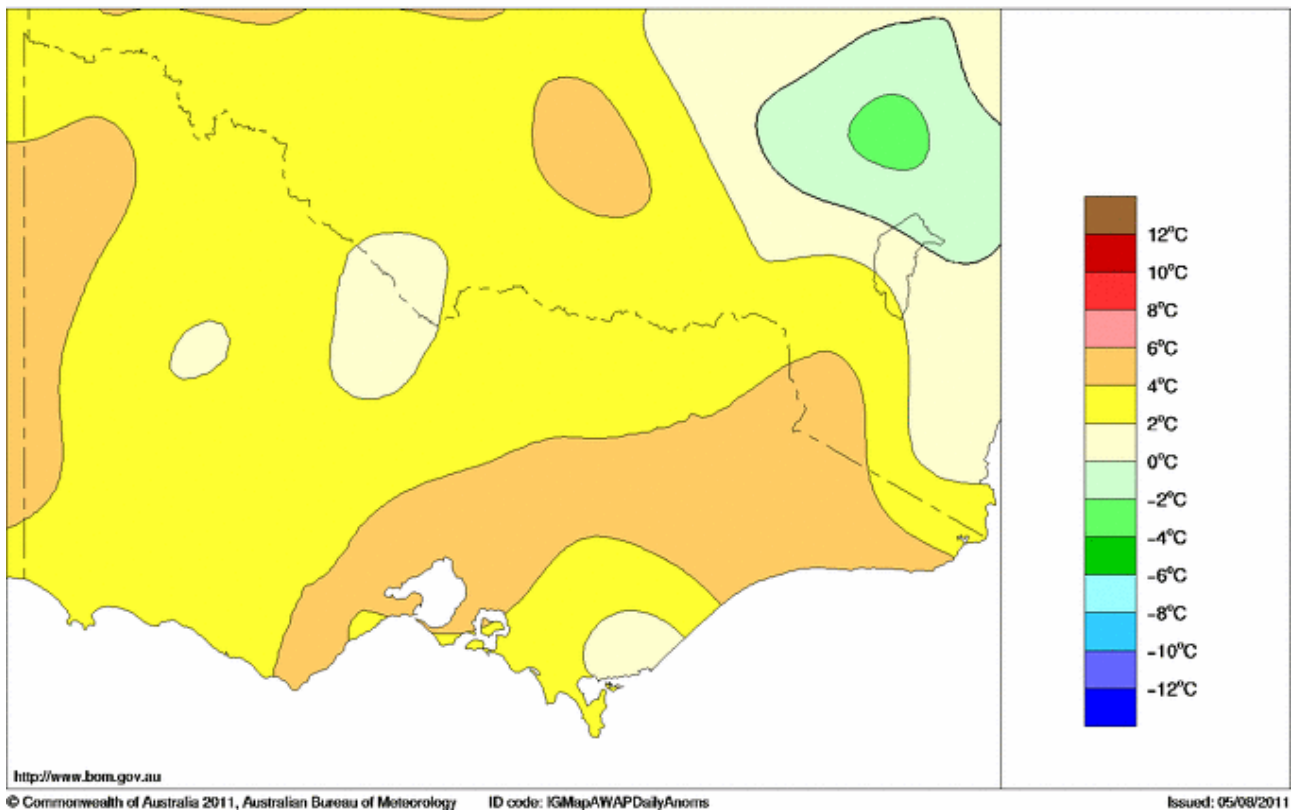 12°C
10°C
8°C
6°C
4°C
2°C
0°C
-2°C
-4°C
-6°C
-8°C
-10°C
-12°C
http://www.bom.gov.au
© Commonwealth of Australia 2011, Australian Bureau of Meteorology ID code: IGMapAWAPDailyAnoms Issued: 05/08/2011